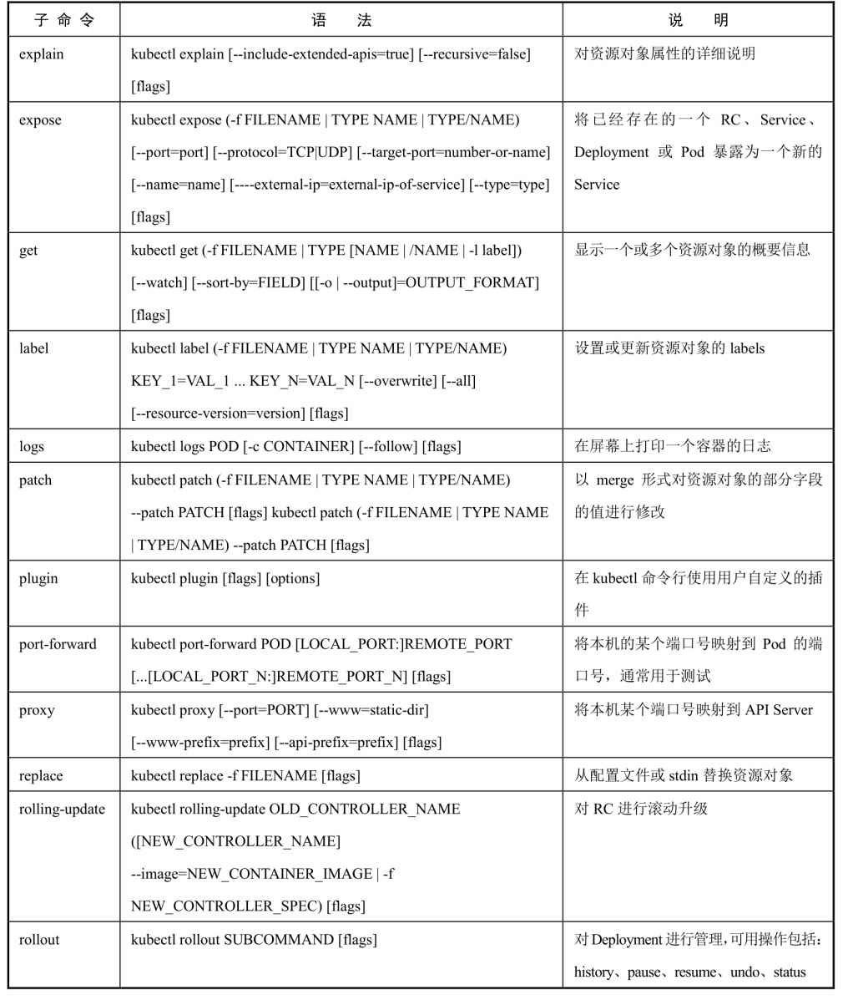 子 命 令 语 法 说 明
explain kubectl explain [--include-extended-apis=true] [--recursive=false] 对资源对象属性的详细说明
[flags]
expose kubectl expose (-f FILENAME | TYPE NAME | TYPE/NAME) 将已经存在的一个 RC、Service、
[--port=port] [--protocol=TCP|UDP] [--target-port=number-or-name] Deployment 或 Pod 暴露为一个新的
[--name=name] [----external-ip=external-ip-of-service] [--type=type] Service
[flags]
get kubectl get (-f FILENAME | TYPE [NAME | /NAME | -l label]) 显示一个或多个资源对象的概要信息
[--watch] [--sort-by=FIELD] [[-o | --output]=OUTPUT_FORMAT]
[flags]
label kubectl label (-f FILENAME | TYPE NAME | TYPE/NAME) 设置或更新资源对象的 labels
KEY_1=VAL_1 ... KEY_N=VAL_N [--overwrite] [--all]
[--resource-version=version] [flags]
logs kubectl logs POD [-c CONTAINER] [--follow] [flags] 在屏幕上打印一个容器的日志
patch kubectl patch (-f FILENAME | TYPE NAME | TYPE/NAME) 以 merge 形式对资源对象的部分字段
--patch PATCH [flags] kubectl patch (-f FILENAME | TYPE NAME 的值进行修改
| TYPE/NAME) --patch PATCH [flags]
plugin kubectl plugin [flags] [options] 在 kubectl 命令行使用用户自定义的插
件
port-forward kubectl port-forward POD [LOCAL_PORT:]REMOTE_PORT 将本机的某个端口号映射到 Pod 的端
[...[LOCAL_PORT_N:]REMOTE_PORT_N] [flags] 口号，通常用于测试
proxy kubectl proxy [--port=PORT] [--www=static-dir] 将本机某个端口号映射到 API Server
[--www-prefix=prefix] [--api-prefix=prefix] [flags]
replace kubectl replace -f FILENAME [flags] 从配置文件或 stdin 替换资源对象
rolling-update kubectl rolling-update OLD_CONTROLLER_NAME 对 RC 进行滚动升级
([NEW_CONTROLLER_NAME]
--image=NEW_CONTAINER_IMAGE | -f
NEW_CONTROLLER_SPEC) [flags]
rollout kubectl rollout SUBCOMMAND [flags] 对 Deployment 进行管理，可用操作包括：
history、pause、resume、undo、status